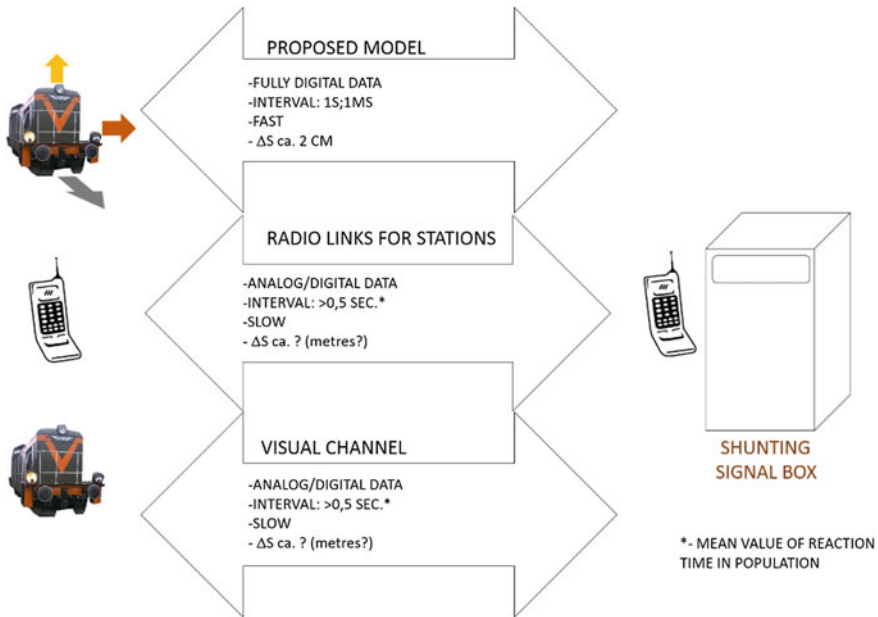 PROPOSED MODEL
-FULLY DIGITAL DATA
-INTERVAL: 1S;1MS
-FAST
- ΔS ca. 2 CM
RADIO LINKS FOR STATIONS
-ANALOG/DIGITAL DATA
-INTERVAL: >0,5 SEC.*
-SLOW
- ΔS ca. ? (metres?)
VISUAL CHANNEL
-ANALOG/DIGITAL DATA
-INTERVAL: >0,5 SEC.*
-SLOW
- ΔS ca. ? (metres?)
SHUNTING
SIGNAL BOX
*- MEAN VALUE OF REACTION
TIME IN POPULATION